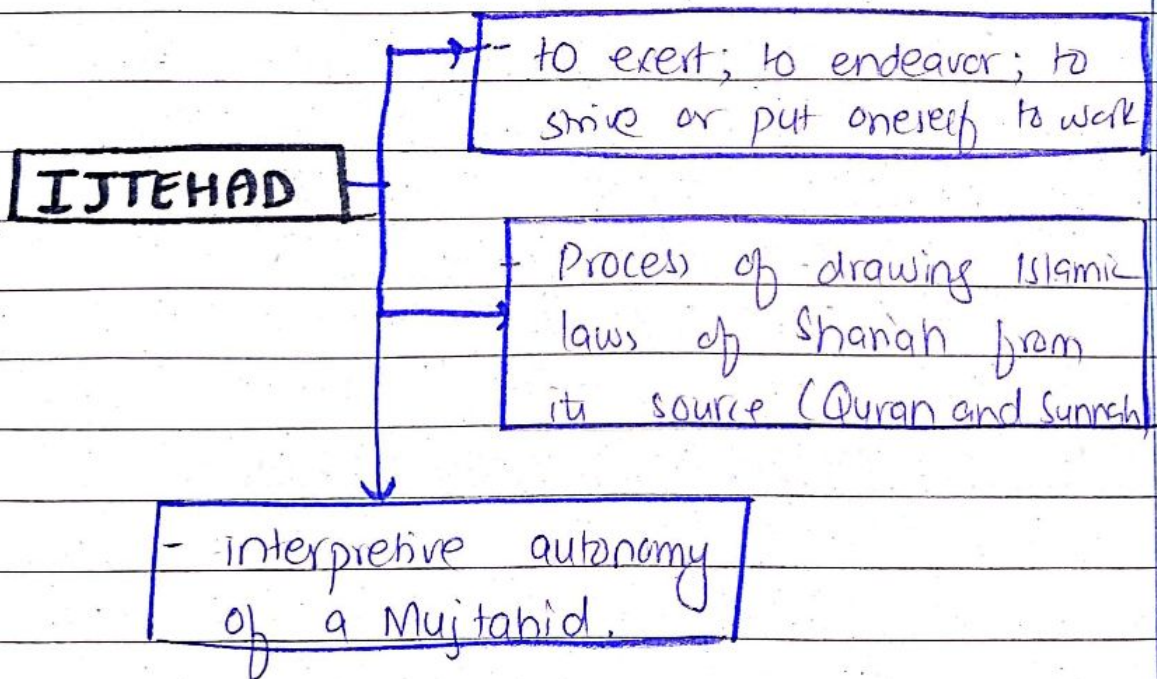 - to exert; to endeavor; to
strive or put oneself to work
IJTEHAD
- Process of drawing Islamic
laws of Shariah from
its source (Quran and Sunnah
- interpretive autonomy
of a Mujtahid.